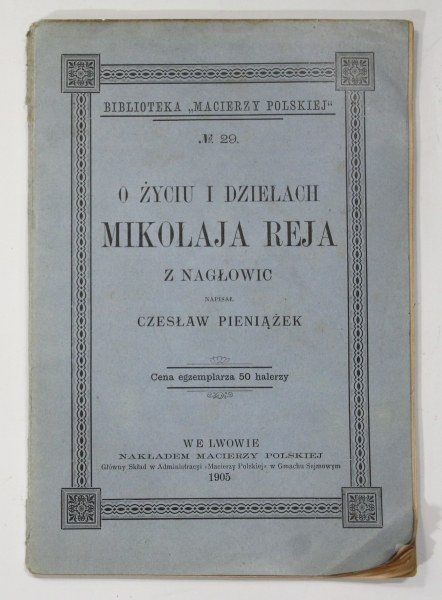 BIBLIOTEKA „MACIERZY POLSKIEJ“
№ 29.
O ŻYCIU I DZIEŁACH
MIKOŁAJA REJA
Z NAGŁOWIC
NAPISAŁ
CZESŁAW PIENIĄŻEK
Cena egzemplarza 50 halerzy
WE LWOWIE
NAKŁADEM MACIERZY POLSKIEJ
Główny Skład w Administracyi »Macierzy Polskiej« w Gmachu Sejmowym
1905